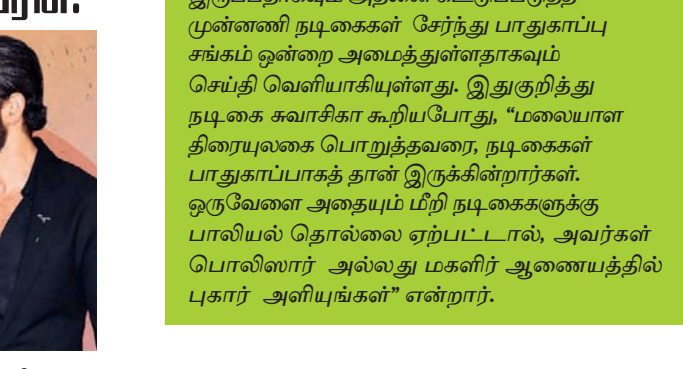 முன்னணி நடிகைகள் சேர்ந்து பாதுகாப்பு
சங்கம் ஒன்றை அமைத்துள்ளதாகவும்
செய்தி வெளியாகியுள்ளது. இதுகுறித்து
நடிகை சுவாசிகா கூறியபோது, “மலையாள
திரையுலகை பொறுத்தவரை, நடிகைகள்
பாதுகாப்பாகத் தான் இருக்கின்றார்கள்.
ஒருவேளை அதையும் மீறி நடிகைகளுக்கு
பாலியல் தொல்லை ஏற்பட்டால், அவர்கள்
பொலிஸார் அல்லது மகளிர் ஆணையத்தில்
புகார் அளியுங்கள்” என்றார்.